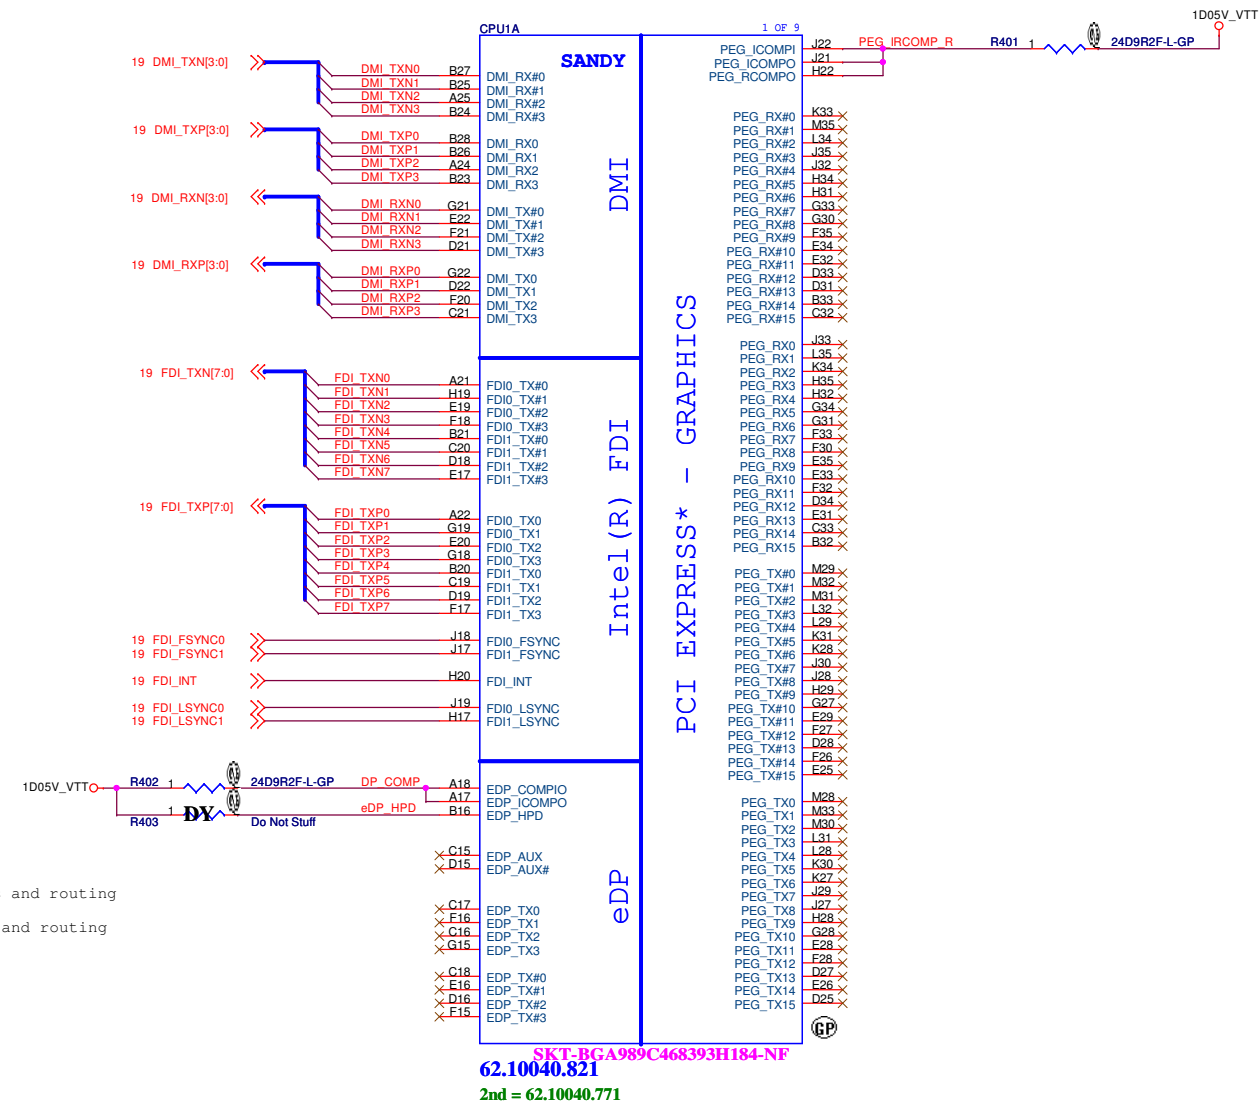 CPU1A
1 OF 9
1D05V_VTT
SANDY
DMI
19 DMI_TXN[3:0]
DMI_TXN0 B27 DMI_RX#0
DMI_TXN1 B25 DMI_RX#1
DMI_TXN2 A25 DMI_RX#2
DMI_TXN3 B24 DMI_RX#3
19 DMI_TXP[3:0]
DMI_TXP0 B28 DMI_RX0
DMI_TXP1 B26 DMI_RX1
DMI_TXP2 A24 DMI_RX2
DMI_TXP3 B23 DMI_RX3
19 DMI_RXN[3:0]
DMI_RXN0 G21 DMI_TX#0
DMI_RXN1 E22 DMI_TX#1
DMI_RXN2 F21 DMI_TX#2
DMI_RXN3 D21 DMI_TX#3
19 DMI_RXP[3:0]
DMI_RXP0 G22 DMI_TX0
DMI_RXP1 D22 DMI_TX1
DMI_RXP2 F20 DMI_TX2
DMI_RXP3 C21 DMI_TX3
Intel(R) FDI
19 FDI_TXN[7:0]
FDI_TXN0 A21 FDI0_TX#0
FDI_TXN1 H19 FDI0_TX#1
FDI_TXN2 E19 FDI0_TX#2
FDI_TXN3 F18 FDI0_TX#3
FDI_TXN4 B21 FDI1_TX#0
FDI_TXN5 C20 FDI1_TX#1
FDI_TXN6 D18 FDI1_TX#2
FDI_TXN7 E17 FDI1_TX#3
19 FDI_TXP[7:0]
FDI_TXP0 A22 FDI0_TX0
FDI_TXP1 G19 FDI0_TX1
FDI_TXP2 E20 FDI0_TX2
FDI_TXP3 G18 FDI0_TX3
FDI_TXP4 B20 FDI1_TX0
FDI_TXP5 C19 FDI1_TX1
FDI_TXP6 D19 FDI1_TX2
FDI_TXP7 F17 FDI1_TX3
19 FDI_FSYNC0 J18 FDI0_FSYNC
19 FDI_FSYNC1 J17 FDI1_FSYNC
19 FDI_INT H20 FDI_INT
19 FDI_LSYNC0 J19 FDI0_LSYNC
19 FDI_LSYNC1 H17 FDI1_LSYNC
eDP
1D05V_VTT R402 1 24D9R2F-L-GP DP_COMP A18 EDP_COMPIO
A17 EDP_ICOMPO
R403 1 DY Do Not Stuff eDP_HPD B16 EDP_HPD
C15 EDP_AUX
D15 EDP_AUX#
and routing
and routing
C17 EDP_TX0
F16 EDP_TX1
C16 EDP_TX2
G15 EDP_TX3
C18 EDP_TX#0
E16 EDP_TX#1
D16 EDP_TX#2
F15 EDP_TX#3
PCI EXPRESS* - GRAPHICS
PEG_ICOMPI J22 PEG_IRCOMP_R R401 1 24D9R2F-L-GP
PEG_ICOMPO J21
PEG_RCOMPO H22
PEG_RX#0 K33
PEG_RX#1 M35
PEG_RX#2 L34
PEG_RX#3 J35
PEG_RX#4 J32
PEG_RX#5 H34
PEG_RX#6 H31
PEG_RX#7 G33
PEG_RX#8 G30
PEG_RX#9 F35
PEG_RX#10 E34
PEG_RX#11 E32
PEG_RX#12 D33
PEG_RX#13 D31
PEG_RX#14 B33
PEG_RX#15 C32
PEG_RX0 J33
PEG_RX1 L35
PEG_RX2 K34
PEG_RX3 H35
PEG_RX4 H32
PEG_RX5 G34
PEG_RX6 G31
PEG_RX7 F33
PEG_RX8 F30
PEG_RX9 E35
PEG_RX10 E33
PEG_RX11 F32
PEG_RX12 D34
PEG_RX13 E31
PEG_RX14 C33
PEG_RX15 B32
PEG_TX#0 M29
PEG_TX#1 M32
PEG_TX#2 M31
PEG_TX#3 L32
PEG_TX#4 L29
PEG_TX#5 K31
PEG_TX#6 K28
PEG_TX#7 J30
PEG_TX#8 J28
PEG_TX#9 H29
PEG_TX#10 G27
PEG_TX#11 E29
PEG_TX#12 F27
PEG_TX#13 D28
PEG_TX#14 F26
PEG_TX#15 E25
PEG_TX0 M28
PEG_TX1 M33
PEG_TX2 M30
PEG_TX3 L31
PEG_TX4 L28
PEG_TX5 K30
PEG_TX6 K27
PEG_TX7 J29
PEG_TX8 J27
PEG_TX9 H28
PEG_TX10 G28
PEG_TX11 E28
PEG_TX12 F28
PEG_TX13 D27
PEG_TX14 E26
PEG_TX15 D25
GP
SKT-BGA989C468393H184-NF
62.10040.821
2nd = 62.10040.771